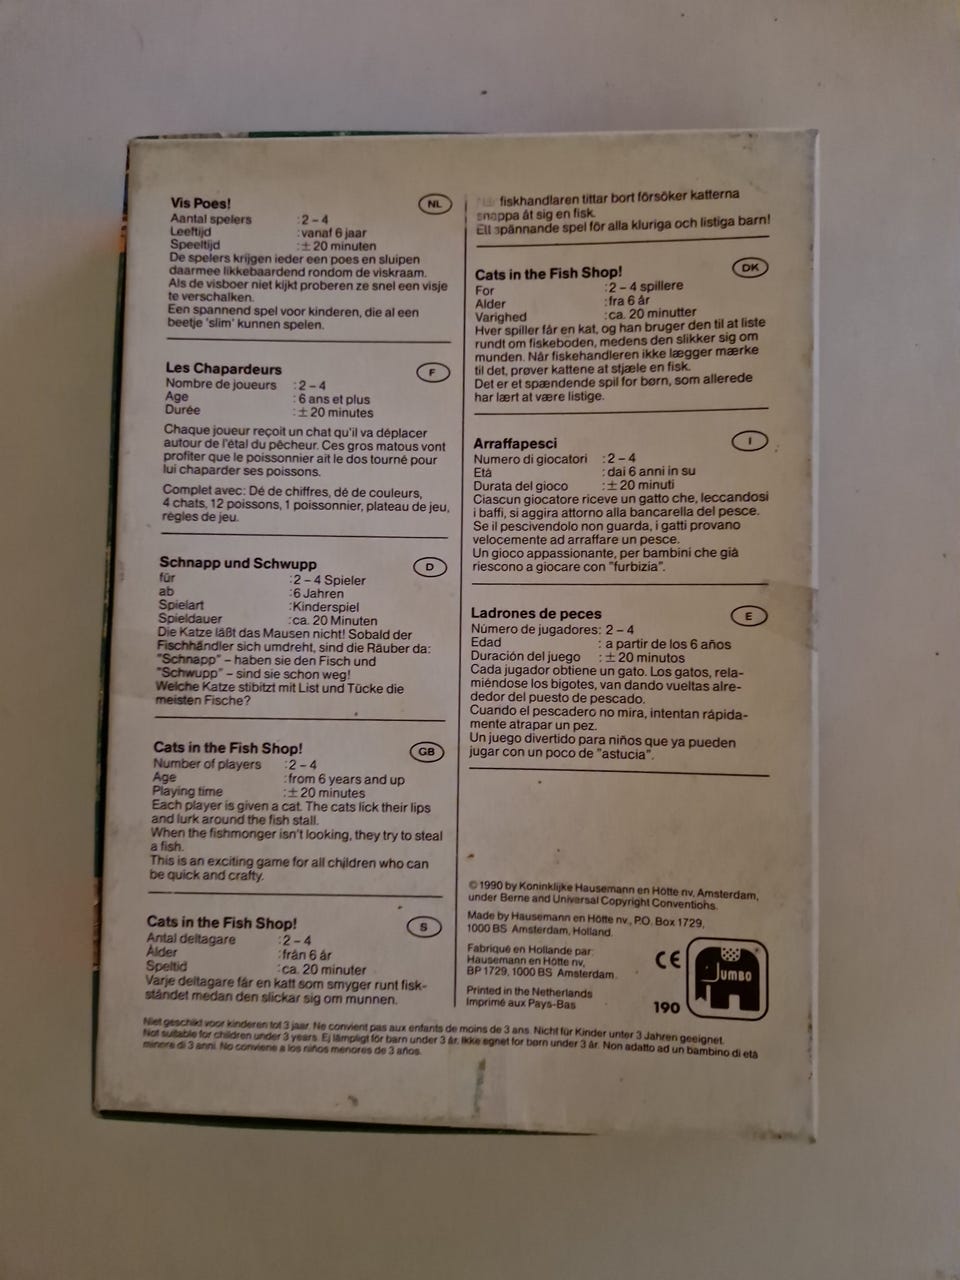 Vis Poes!
NL
Aantal spelers :2 – 4
Leeftijd :vanaf 6 jaar
Speeltijd :± 20 minuten
De spelers krijgen ieder een poes en sluipen
daarmee likkebaardend rondom de viskraam.
Als de visboer niet kijkt proberen ze snel een visje
te verschalken.
Een spannend spel voor kinderen, die al een
beetje 'slim' kunnen spelen.
Les Chapardeurs
F
Nombre de joueurs :2 – 4
Age :6 ans et plus
Durée :± 20 minutes
Chaque joueur reçoit un chat qu'il va déplacer
autour de l'étal du pêcheur. Ces gros matous vont
profiter que le poissonnier ait le dos tourné pour
lui chaparder ses poissons.
Complet avec: Dé de chiffres, dé de couleurs,
4 chats, 12 poissons, 1 poissonnier, plateau de jeu,
règles de jeu.
Schnapp und Schwupp
D
für :2 – 4 Spieler
ab :6 Jahren
Spielart :Kinderspiel
Spieldauer :ca. 20 Minuten
Die Katze läßt das Mausen nicht! Sobald der
Fischhändler sich umdreht, sind die Räuber da:
"Schnapp" – haben sie den Fisch und
"Schwupp" – sind sie schon weg!
Welche Katze stibitzt mit List und Tücke die
meisten Fische?
Cats in the Fish Shop!
GB
Number of players :2 – 4
Age :from 6 years and up
Playing time :± 20 minutes
Each player is given a cat. The cats lick their lips
and lurk around the fish stall.
When the fishmonger isn't looking, they try to steal
a fish.
This is an exciting game for all children who can
be quick and crafty.
Cats in the Fish Shop!
S
Antal deltagare :2 – 4
Ålder :från 6 år
Speltid :ca. 20 minuter
Varje deltagare får en katt som smyger runt fisk-
ståndet medan den slickar sig om munnen.
fiskhandlaren tittar bort försöker katterna
snappa åt sig en fisk.
Ett spännande spel för alla kluriga och listiga barn!
Cats in the Fish Shop!
DK
For :2 – 4 spillere
Alder :fra 6 år
Varighed :ca. 20 minutter
Hver spiller får en kat, og han bruger den til at liste
rundt om fiskeboden, medens den slikker sig om
munden. Når fiskehandleren ikke lægger mærke
til det, prøver kattene at stjæle en fisk.
Det er et spændende spil for børn, som allerede
har lært at være listige.
Arraffapesci
I
Numero di giocatori :2 – 4
Età :dai 6 anni in su
Durata del gioco :± 20 minuti
Ciascun giocatore riceve un gatto che, leccandosi
i baffi, si aggira attorno alla bancarella del pesce.
Se il pescivendolo non guarda, i gatti provano
velocemente ad arraffare un pesce.
Un gioco appassionante, per bambini che già
riescono a giocare con "furbizia".
Ladrones de peces
E
Número de jugadores: 2 – 4
Edad : a partir de los 6 años
Duración del juego : ± 20 minutos
Cada jugador obtiene un gato. Los gatos, rela-
miéndose los bigotes, van dando vueltas alre-
dedor del puesto de pescado.
Cuando el pescadero no mira, intentan rápida-
mente atrapar un pez.
Un juego divertido para niños que ya pueden
jugar con un poco de "astucia".
© 1990 by Koninklijke Hausemann en Hötte nv, Amsterdam,
under Berne and Universal Copyright Conventions.
Made by Hausemann en Hötte nv., P.O. Box 1729,
1000 BS Amsterdam, Holland.
Fabriqué en Hollande par:
Hausemann en Hötte nv,
BP 1729, 1000 BS Amsterdam.
Printed in the Netherlands
Imprimé aux Pays-Bas
CE
190
JUMBO
Niet geschikt voor kinderen tot 3 jaar. Ne convient pas aux enfants de moins de 3 ans. Nicht für Kinder unter 3 Jahren geeignet.
Not suitable for children under 3 years. Ej lämpligt för barn under 3 år. Ikke egnet for børn under 3 år. Non adatto ad un bambino di età
minore di 3 anni. No conviene a los niños menores de 3 años.